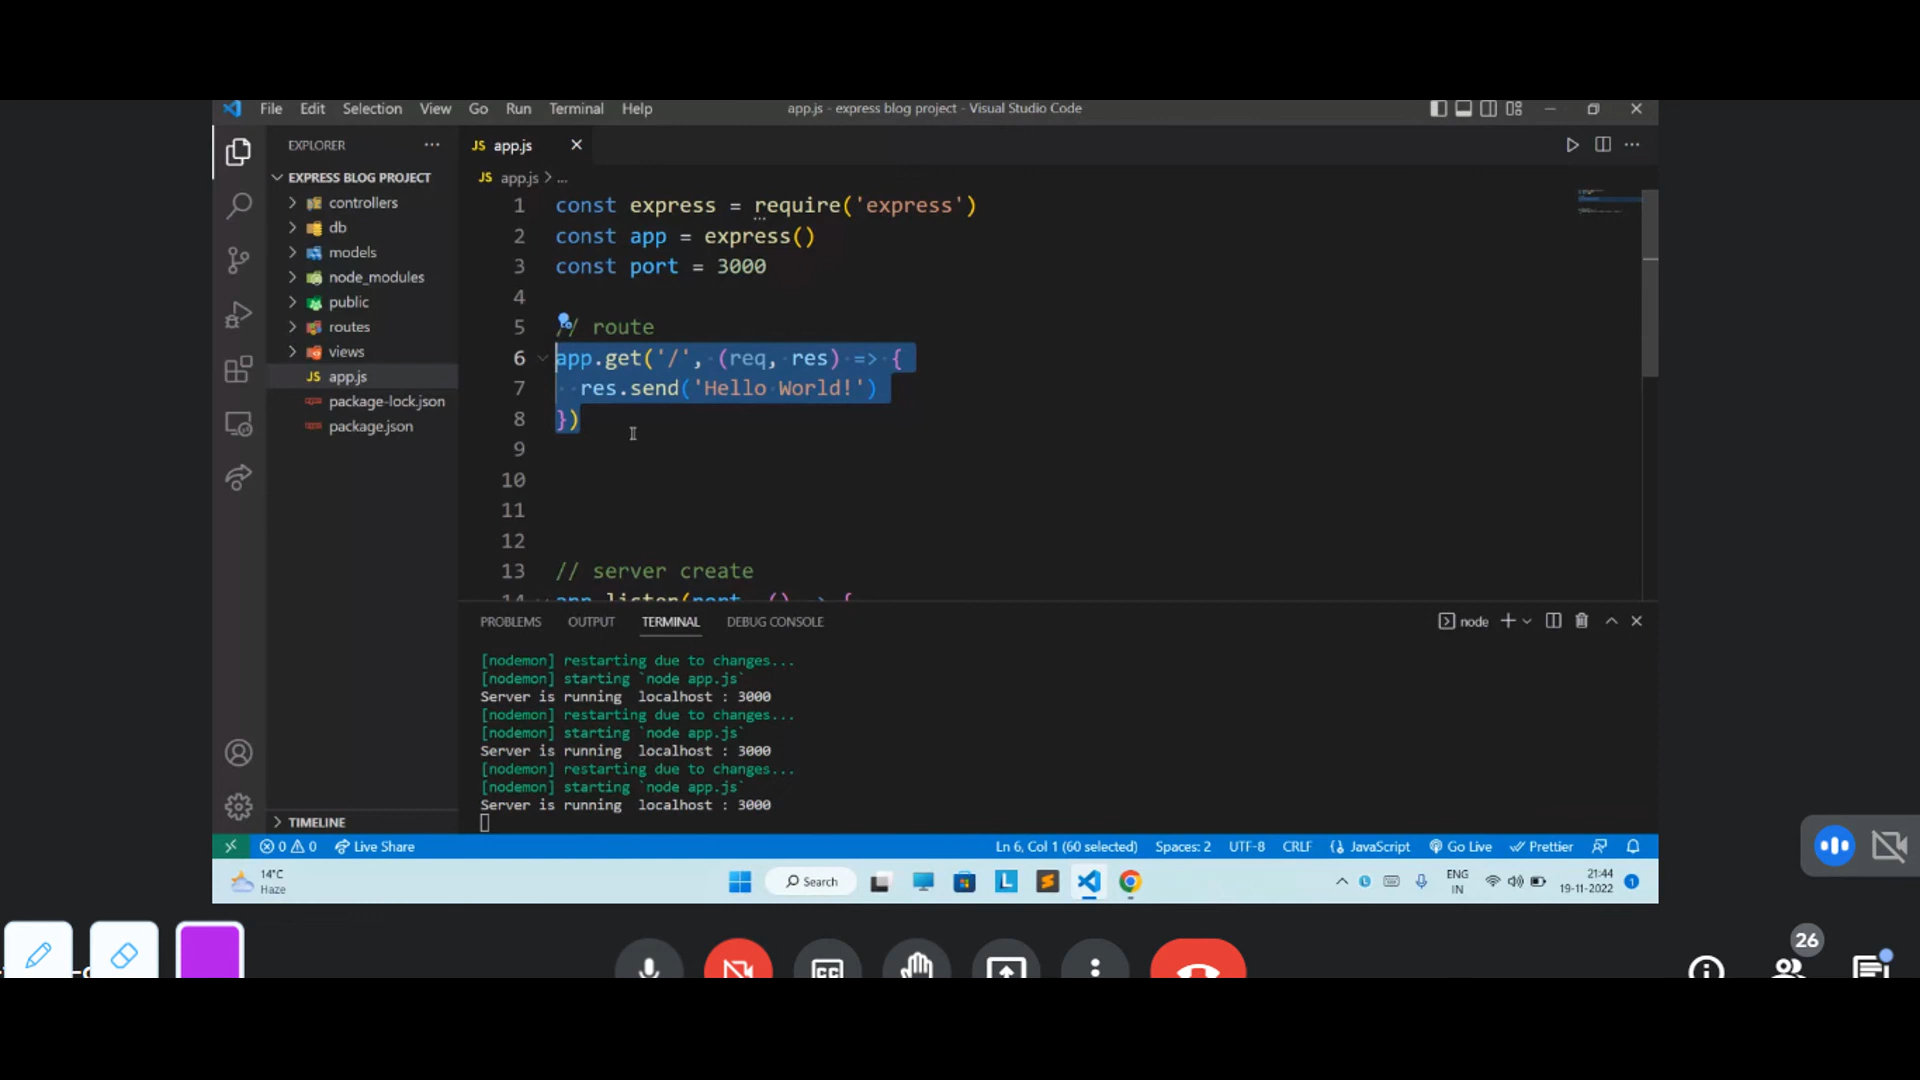 File Edit Selection View Go Run Terminal Help app.js - express blog project - Visual Studio Code
EXPLORER
EXPRESS BLOG PROJECT
controllers
db
models
node_modules
public
routes
views
JS app.js
package-lock.json
package.json
TIMELINE
JS app.js
JS app.js > ...
1 const express = require('express')
2 const app = express()
3 const port = 3000
4
5 // route
6 app.get('/', (req, res) => {
7 res.send('Hello World!')
8 })
9
10
11
12
13 // server create
14 app.listen(port, () => {
PROBLEMS OUTPUT TERMINAL DEBUG CONSOLE node
[nodemon] restarting due to changes...
[nodemon] starting `node app.js`
Server is running  localhost : 3000
[nodemon] restarting due to changes...
[nodemon] starting `node app.js`
Server is running  localhost : 3000
[nodemon] restarting due to changes...
[nodemon] starting `node app.js`
Server is running  localhost : 3000
0 0 Live Share Ln 6, Col 1 (60 selected) Spaces: 2 UTF-8 CRLF JavaScript Go Live Prettier
14°C
Haze
Search
L
S
ENG
IN
21:44
19-11-2022
1
CC
26